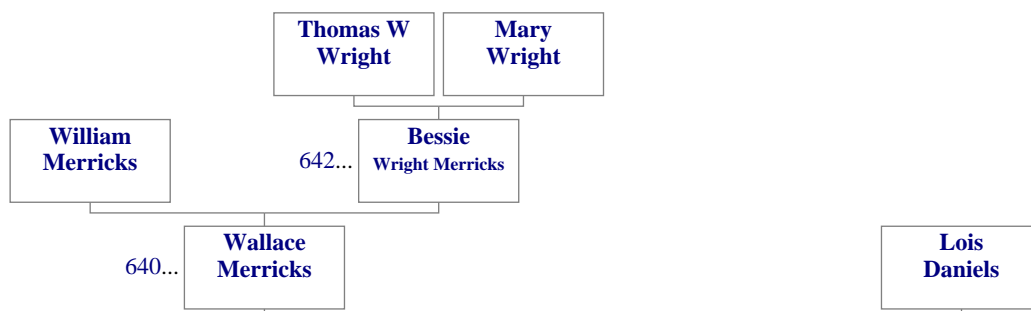 Thomas W
Wright
Mary
Wright
William
Merricks
642...
Bessie
Wright Merricks
640...
Wallace
Merricks
Lois
Daniels